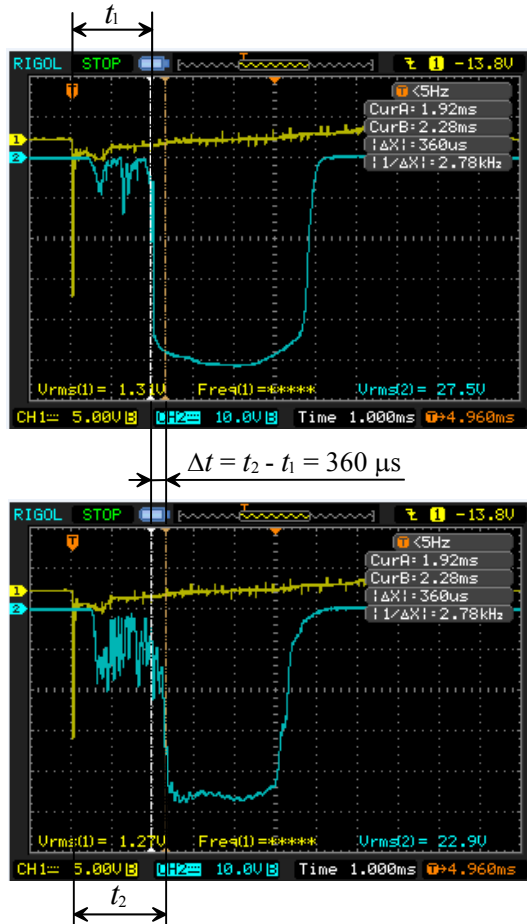 t1
RIGOL STOP T 1 -13.8V
T
T <5Hz
CurA= 1.92ms
CurB= 2.28ms
|ΔX|= 360us
|1/ΔX|= 2.78kHz
1
2
Vrms(1)= 1.31V Freq(1)=***** Vrms(2)= 27.5V
CH1 5.00V B CH2 10.0V B Time 1.000ms T→4.960ms
Δt = t2 - t1 = 360 μs
RIGOL STOP T 1 -13.8V
T
T <5Hz
CurA= 1.92ms
CurB= 2.28ms
|ΔX|= 360us
|1/ΔX|= 2.78kHz
1
2
Vrms(1)= 1.27V Freq(1)=***** Vrms(2)= 22.9V
CH1 5.00V B CH2 10.0V B Time 1.000ms T→4.960ms
t2